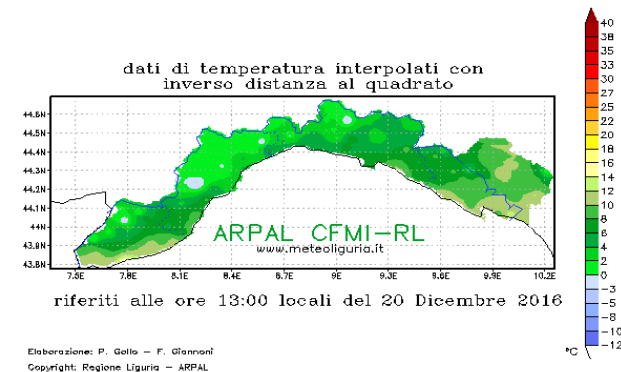 dati di temperatura interpolati con
inverso distanza al quadrato
40
38
35
33
30
27
25
22
20
18
16
14
12
10
8
6
4
2
0
-3
-5
-8
-10
-12
°C
44.6N
44.5N
44.4N
44.3N
44.2N
44.1N
44N
43.9N
43.8N
ARPAL CFMI-RL
www.meteoliguria.it
7.5E 7.8E 8.1E 8.4E 8.7E 9E 9.3E 9.6E 9.9E 10.2E
riferiti alle ore 13:00 locali del 20 Dicembre 2016
Elaborazione: P. Gollo - F. Giannoni
Copyright: Regione Liguria - ARPAL